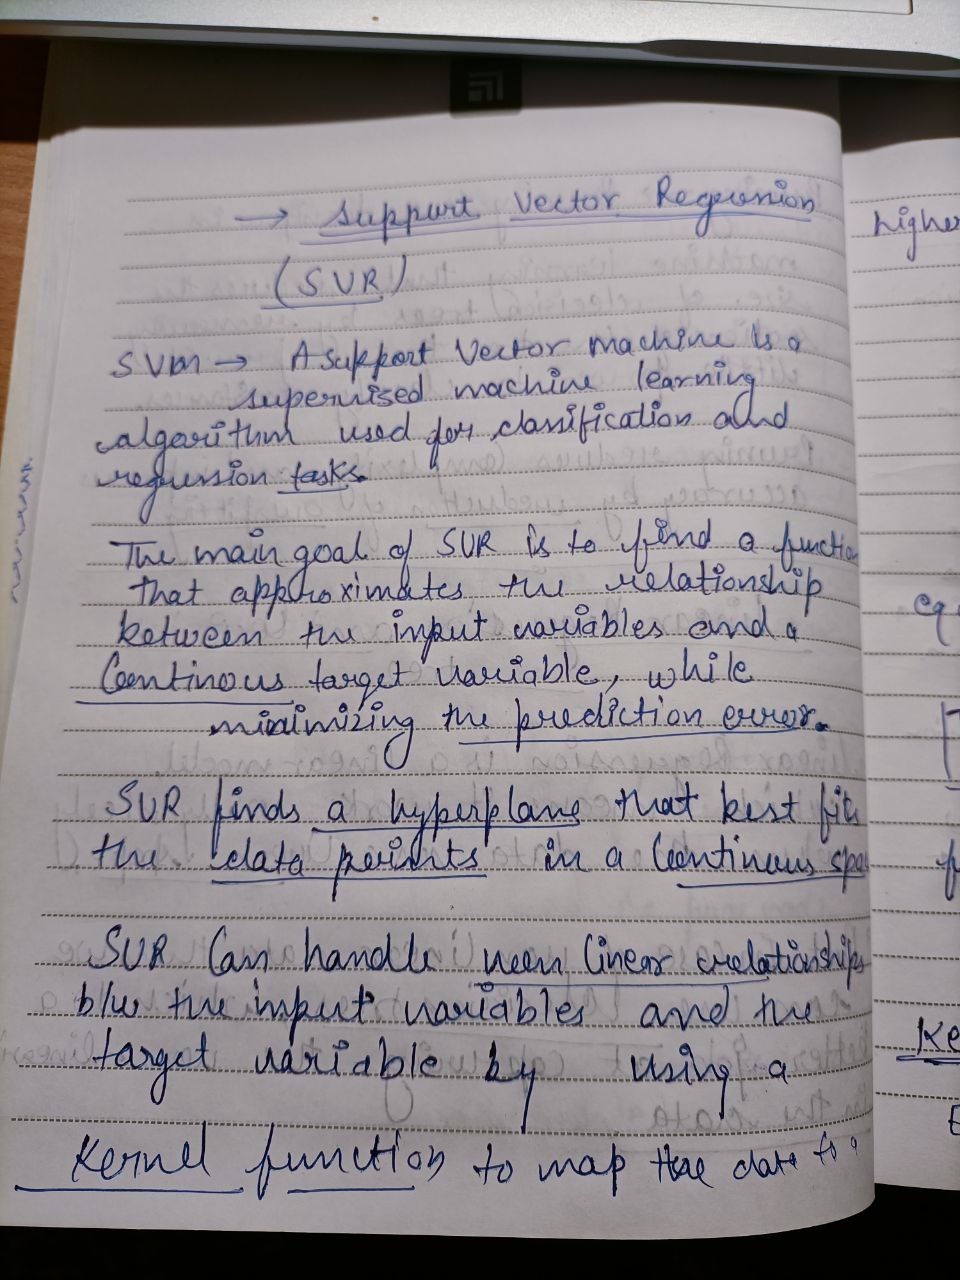 → Support Vector Regression
(SVR)
SVM → A support Vector Machine is a
supervised machine learning
algorithm used for classification and
regression tasks.
The main goal of SVR is to find a function
that approximates the relationship
between the input variables and a
Continous target variable, while
minimizing the prediction error.
SVR finds a hyperplane that best fits
the data points in a Continuous spa
SVR Can handle non linear relationships
b/w the input variables and the
target variable by using a
Kernel function to map the data to a
higher
eq
Ke